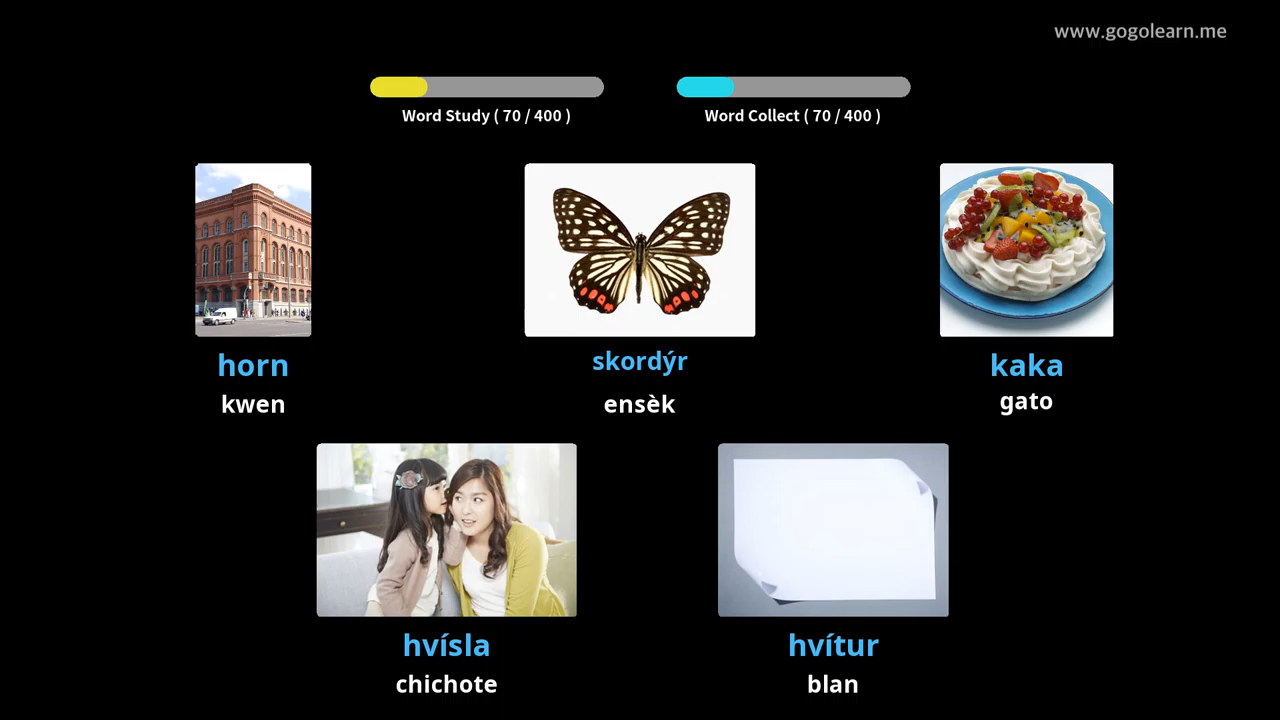 www.gogolearn.me
Word Study ( 70 / 400 )
Word Collect ( 70 / 400 )
horn
kwen
skordýr
ensèk
kaka
gato
hvísla
chichote
hvítur
blan